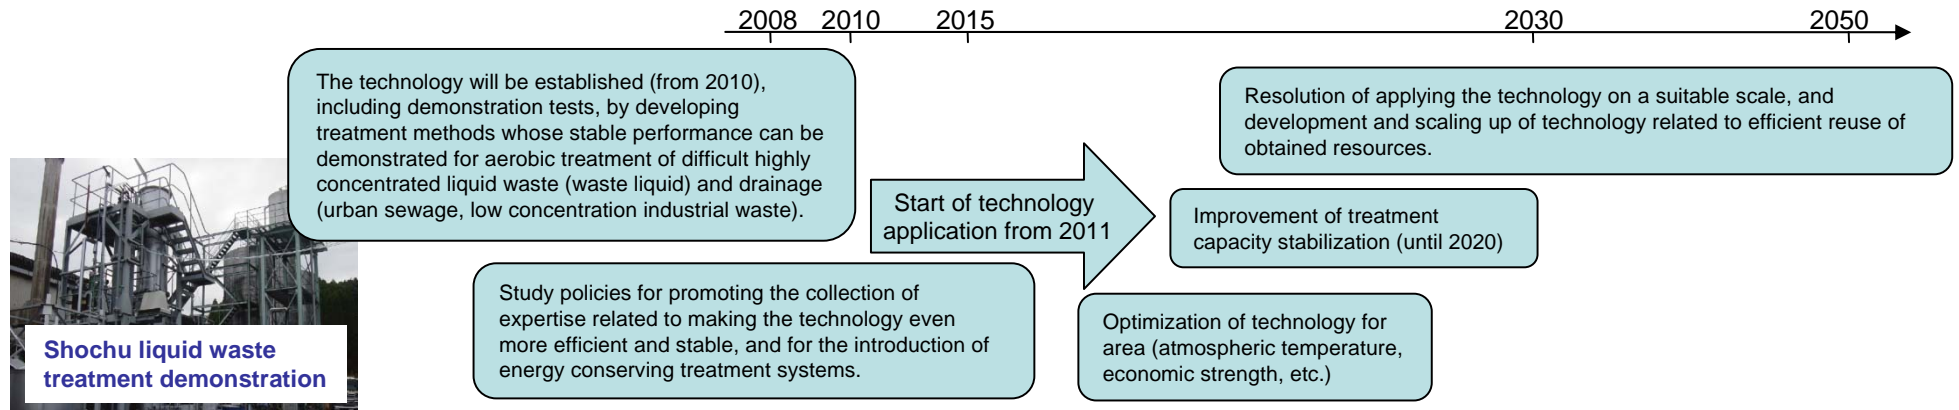 2008 2010 2015 2030 2050
The technology will be established (from 2010),
including demonstration tests, by developing
treatment methods whose stable performance can be
demonstrated for aerobic treatment of difficult highly
concentrated liquid waste (waste liquid) and drainage
(urban sewage, low concentration industrial waste).
Resolution of applying the technology on a suitable scale, and
development and scaling up of technology related to efficient reuse of
obtained resources.
Start of technology
application from 2011
Improvement of treatment
capacity stabilization (until 2020)
Study policies for promoting the collection of
expertise related to making the technology even
more efficient and stable, and for the introduction of
energy conserving treatment systems.
Optimization of technology for
area (atmospheric temperature,
economic strength, etc.)
Shochu liquid waste
treatment demonstration